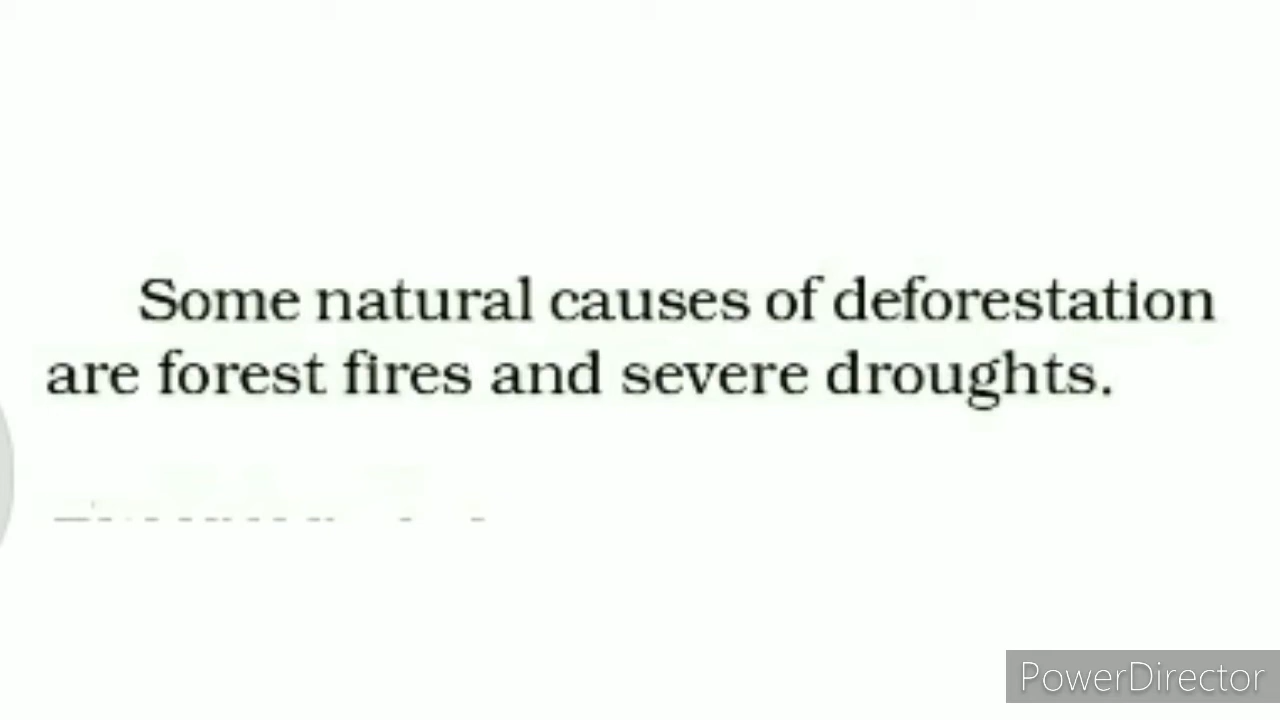 Some natural causes of deforestation
are forest fires and severe droughts.
PowerDirector